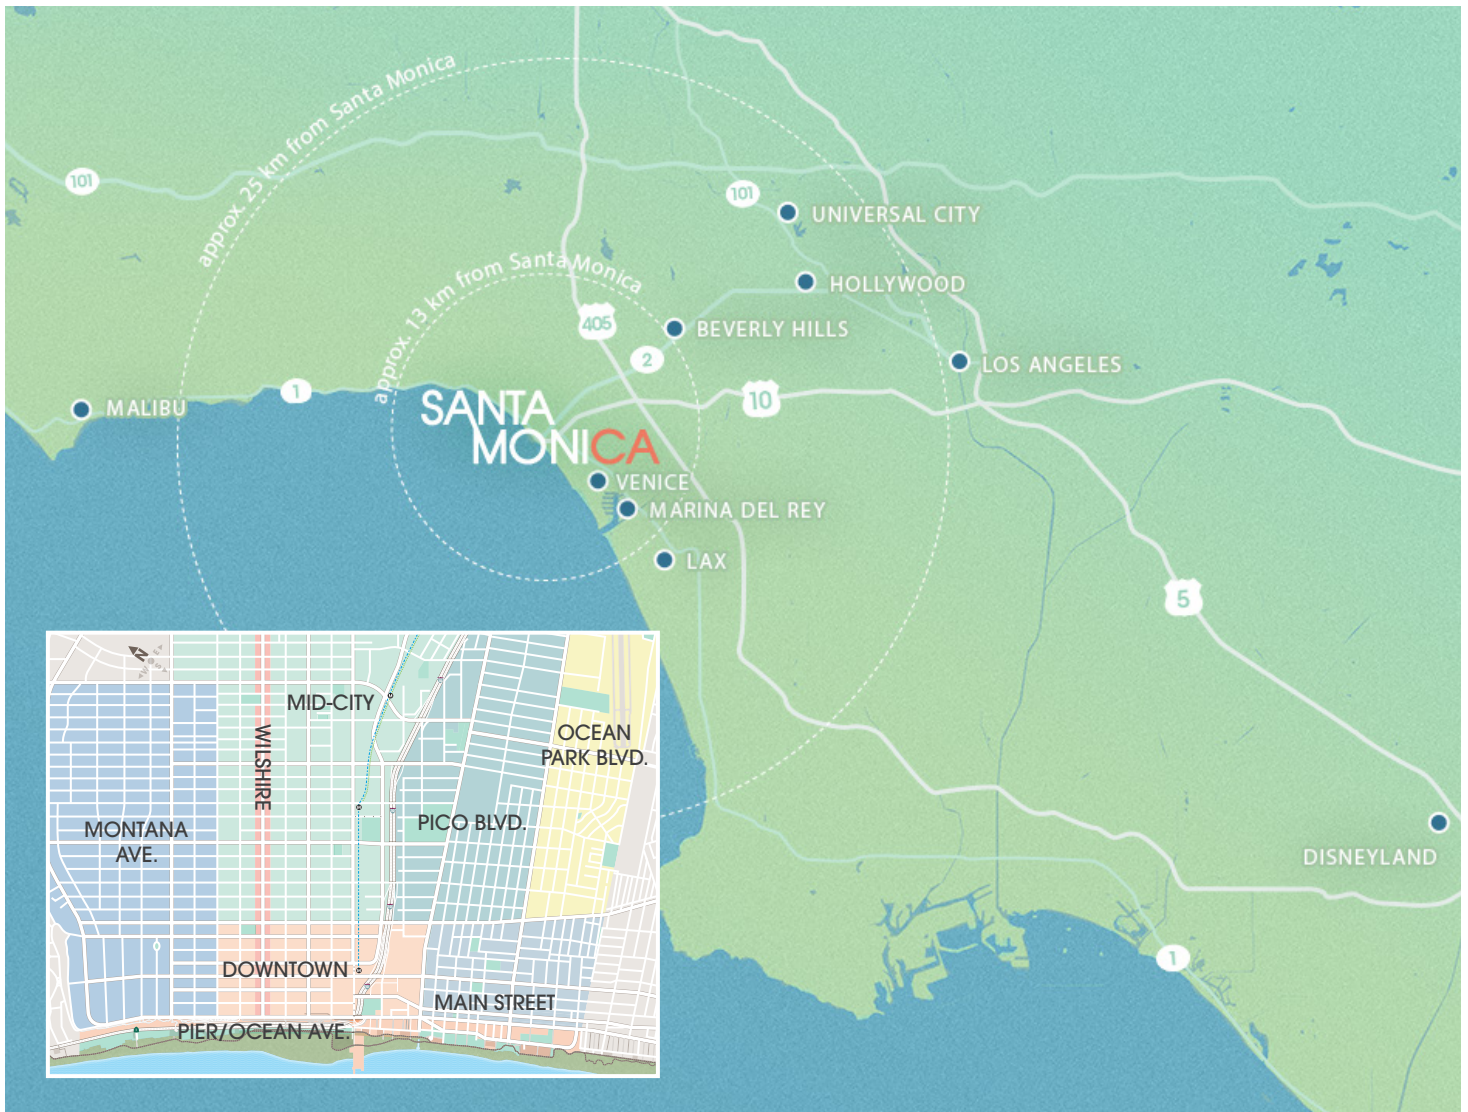 approx. 25 km from Santa Monica
101
101
UNIVERSAL CITY
approx. 13 km from Santa Monica
HOLLYWOOD
405
BEVERLY HILLS
2
LOS ANGELES
1
10
MALIBU
SANTA
MONICA
VENICE
MARINA DEL REY
LAX
5
DISNEYLAND
1
N
MID-CITY
WILSHIRE
OCEAN
PARK BLVD.
MONTANA
AVE.
PICO BLVD.
DOWNTOWN
MAIN STREET
PIER/OCEAN AVE.